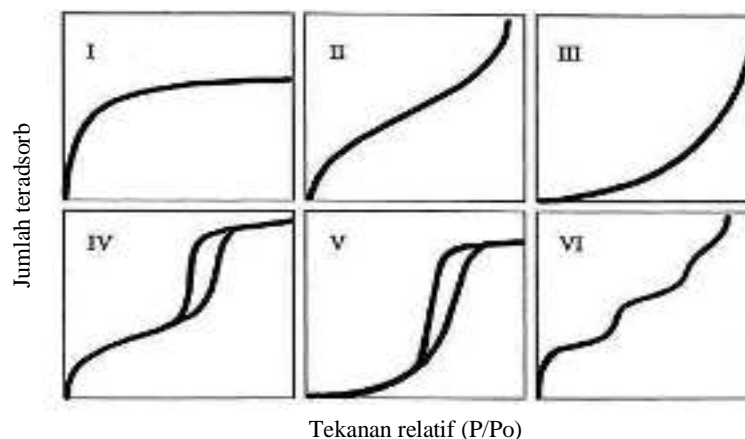 I
II
III
Jumlah teradsorb
IV
V
VI
Tekanan relatif (P/Po)